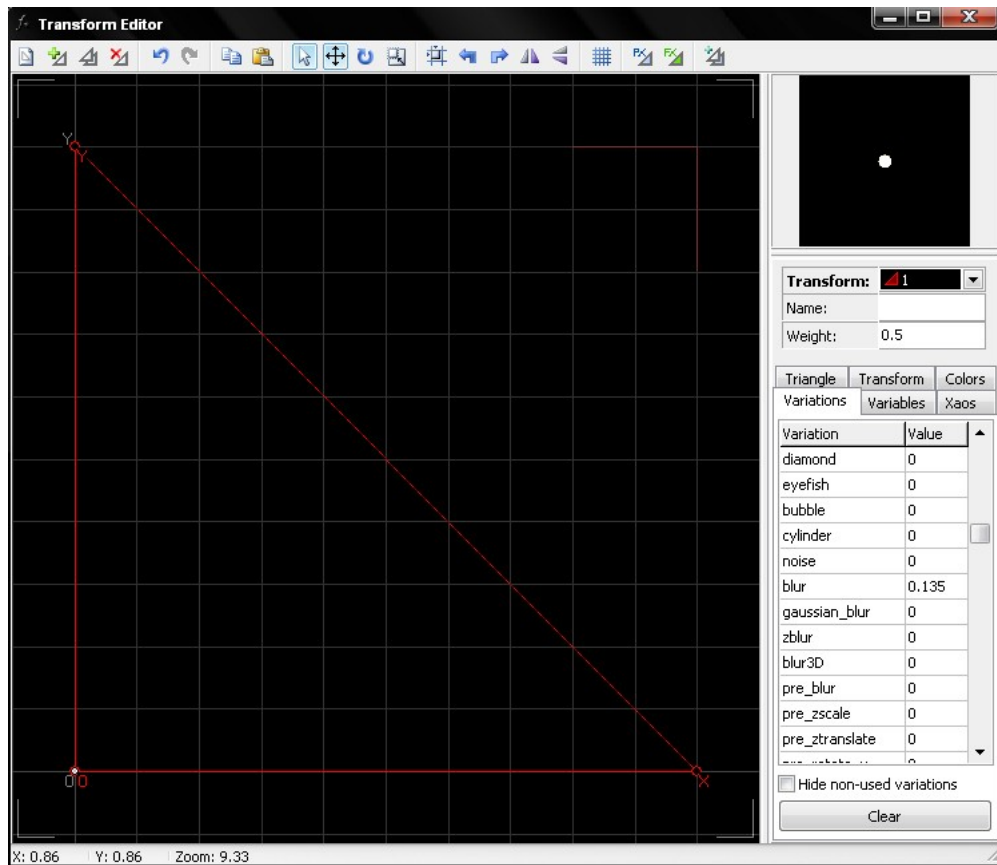 Transform Editor
Y
Y
O O
X
Transform: 1
Name:
Weight: 0.5
Triangle Transform Colors
Variations Variables Xaos
Variation Value
diamond 0
eyefish 0
bubble 0
cylinder 0
noise 0
blur 0.135
gaussian_blur 0
zblur 0
blur3D 0
pre_blur 0
pre_zscale 0
pre_ztranslate 0
Hide non-used variations
Clear
X: 0.86 Y: 0.86 Zoom: 9.33